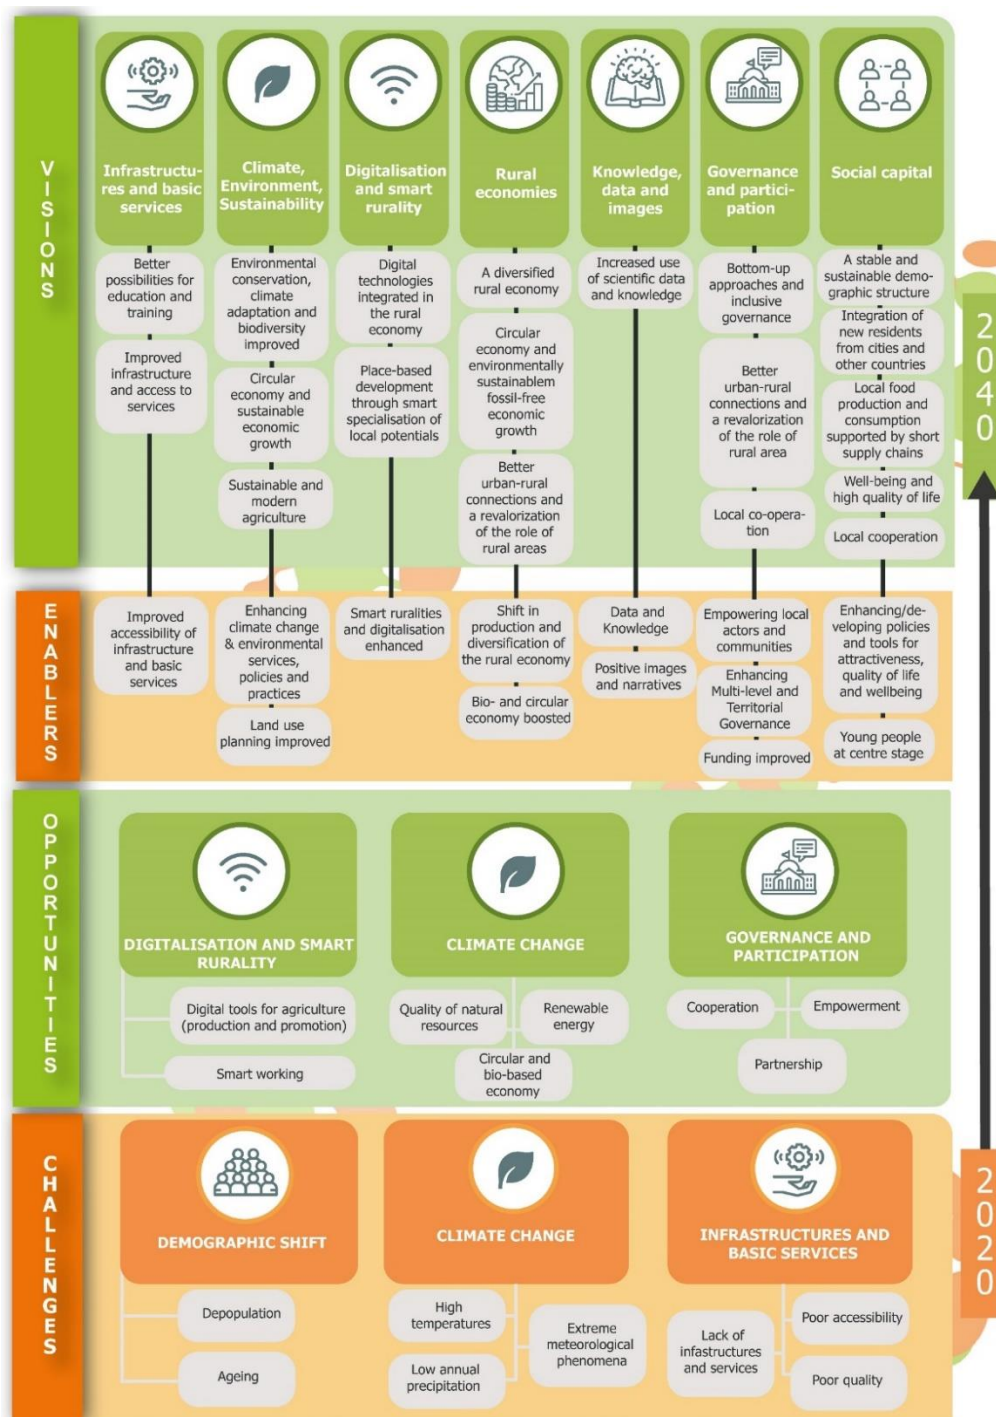 VISIONS
Infrastructu-
res and basic
services
Climate,
Environment,
Sustainability
Digitalisation
and smart
rurality
Rural
economies
Knowledge,
data and
images
Governance
and partici-
pation
Social capital
Better
possibilities for
education and
training
Improved
infrastructure
and access to
services
Environmental
conservation,
climate
adaptation and
biodiversity
improved
Circular
economy and
sustainable
economic
growth
Sustainable and
modern
agriculture
Digital
technologies
integrated in
the rural
economy
Place-based
development
through smart
specialisation of
local potentials
A diversified
rural economy
Circular
economy and
environmentally
sustainablem
fossil-free
economic
growth
Better
urban-rural
connections and
a revalorization
of the role of
rural areas
Increased use
of scientific data
and knowledge
Bottom-up
approaches and
inclusive
governance
Better
urban-rural
connections and
a revalorization
of the role of
rural area
Local co-opera-
tion
A stable and
sustainable demo-
graphic structure
Integration of
new residents
from cities and
other countries
Local food
production and
consumption
supported by short
supply chains
Well-being and
high quality of life
Local cooperation
2040
ENABLERS
Improved
accessibility of
infrastructure
and basic
services
Enhancing
climate change
& environmental
services,
policies and
practices
Land use
planning improved
Smart ruralities
and digitalisation
enhanced
Shift in
production and
diversification of
the rural economy
Bio- and circular
economy boosted
Data and
Knowledge
Positive images
and narratives
Empowering local
actors and
communities
Enhancing
Multi-level and
Territorial
Governance
Funding improved
Enhancing/de-
veloping policies
and tools for
attractiveness,
quality of life
and wellbeing
Young people
at centre stage
OPPORTUNITIES
DIGITALISATION AND SMART
RURALITY
Digital tools for agriculture
(production and promotion)
Smart working
CLIMATE CHANGE
Quality of natural
resources
Renewable
energy
Circular and
bio-based
economy
GOVERNANCE AND
PARTICIPATION
Cooperation
Empowerment
Partnership
CHALLENGES
DEMOGRAPHIC SHIFT
Depopulation
Ageing
CLIMATE CHANGE
High
temperatures
Low annual
precipitation
Extreme
meteorological
phenomena
INFRASTRUCTURES AND
BASIC SERVICES
Lack of
infastructures
and services
Poor accessibility
Poor quality
2020